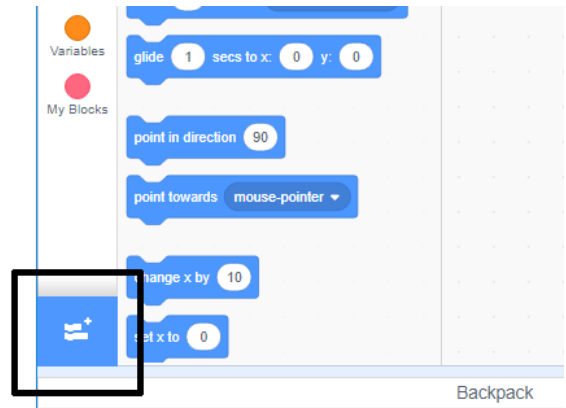 Variables
My Blocks
glide 1 secs to x: 0 y: 0
point in direction 90
point towards mouse-pointer
change x by 10
set x to 0
Backpack